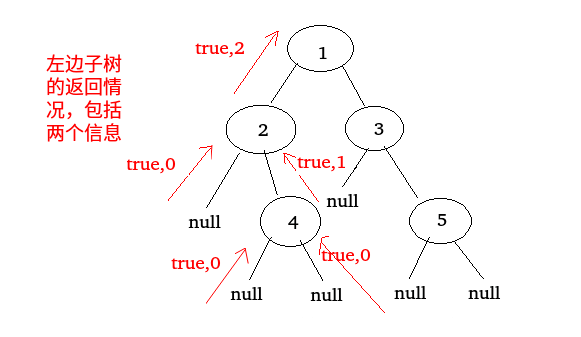 true,2
1
左边子树
的返回情
况，包括
两个信息
2
3
true,0
true,1
null
null
4
5
true,0
true,0
null
null
null
null